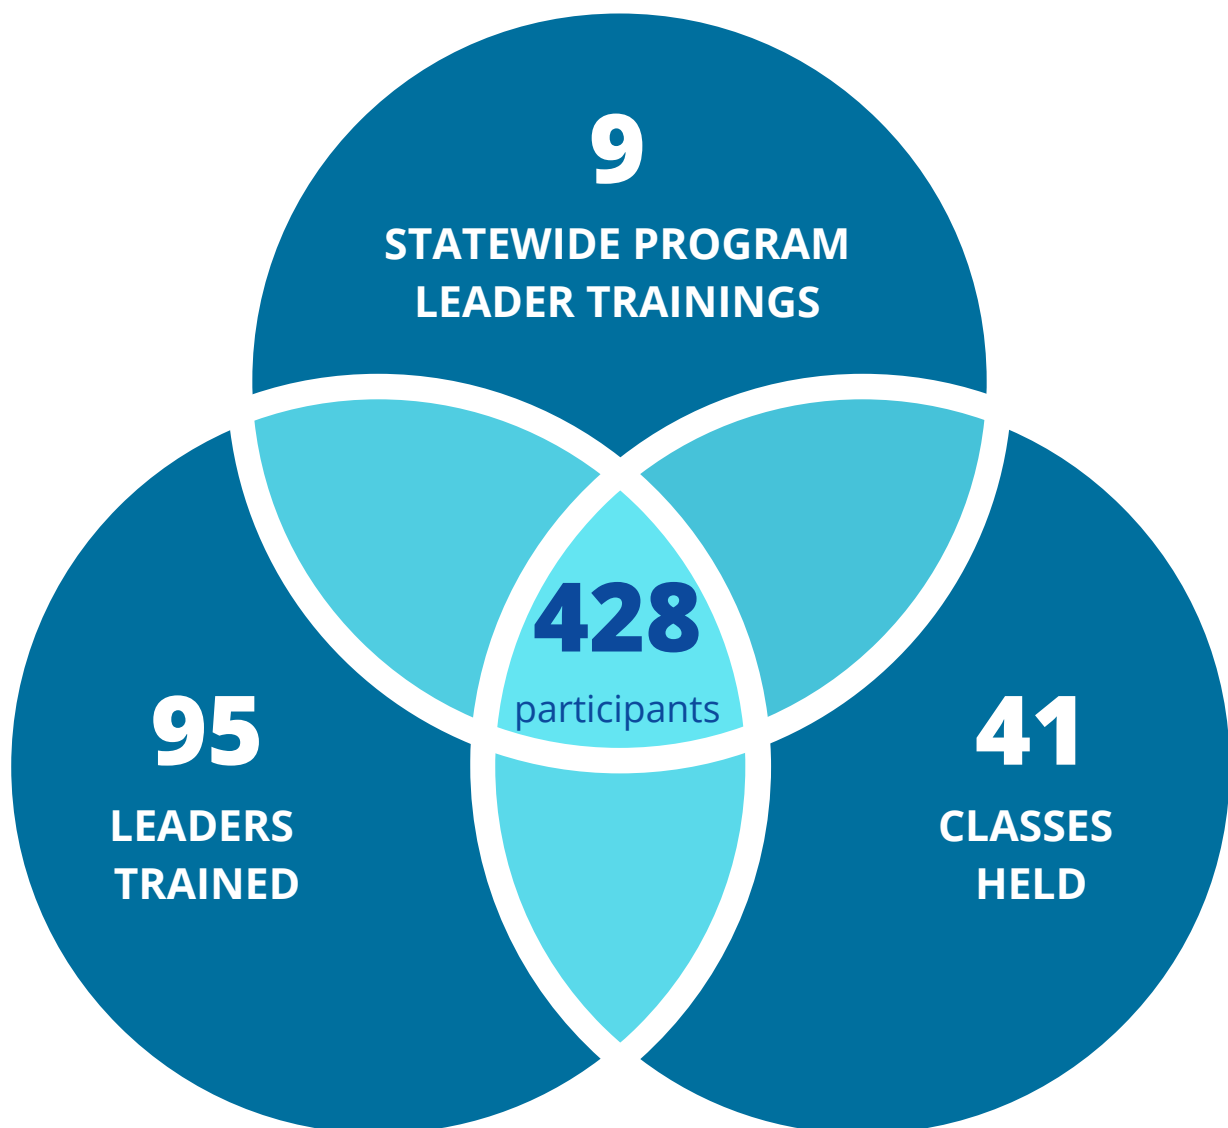 9
STATEWIDE PROGRAM
LEADER TRAININGS
428
participants
95
LEADERS
TRAINED
41
CLASSES
HELD